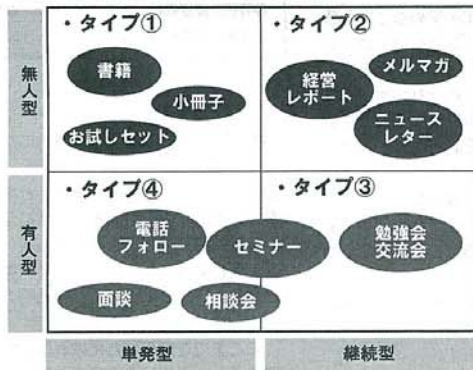 ・タイプ①
書籍
小冊子
お試しセット
・タイプ②
メルマガ
経営
レポート
ニュース
レター
無人型
・タイプ④
電話
フォロー
セミナー
面談
相談会
・タイプ③
勉強会
交流会
有人型
単発型
継続型